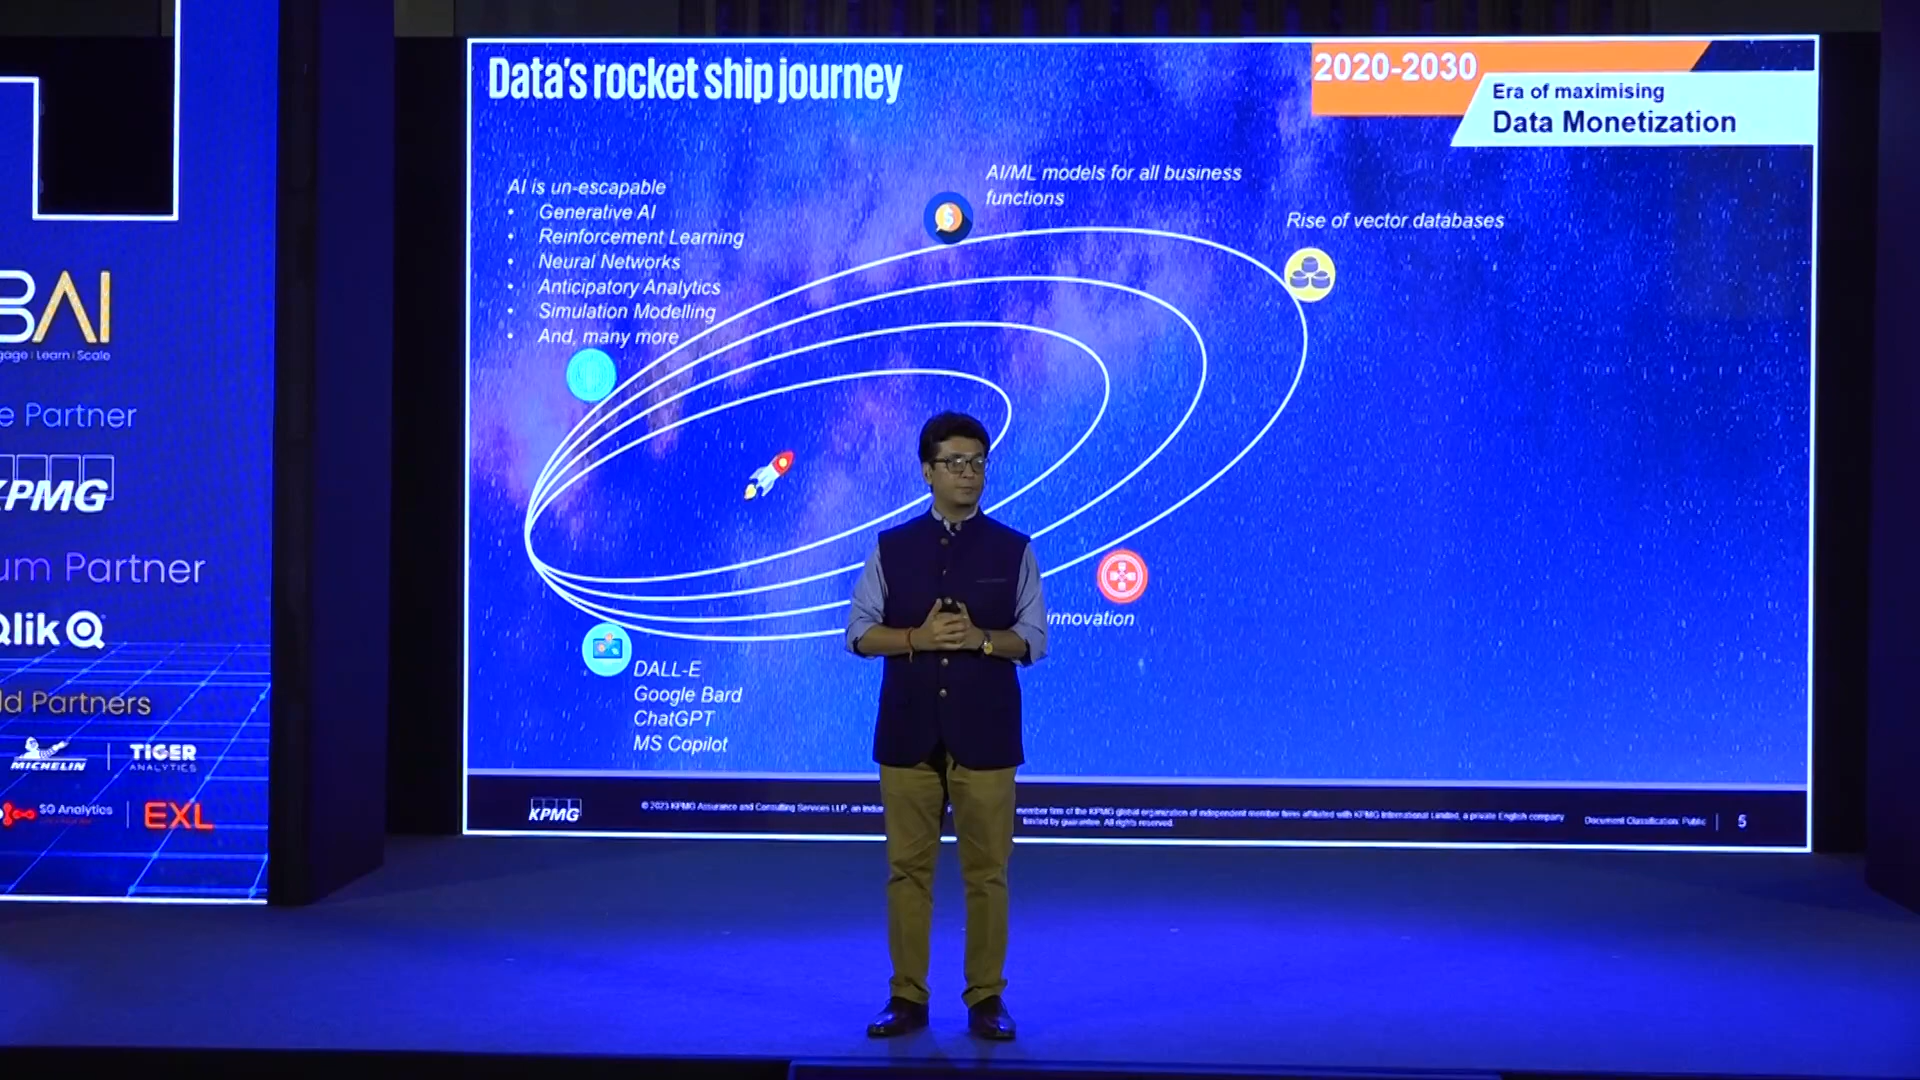 Data's rocket ship journey
2020-2030
Era of maximising
Data Monetization
AI is un-escapable
• Generative AI
• Reinforcement Learning
• Neural Networks
• Anticipatory Analytics
• Simulation Modelling
• And, many more
AI/ML models for all business
functions
Rise of vector databases
innovation
DALL-E
Google Bard
ChatGPT
MS Copilot
KPMG
© 2023 KPMG Assurance and Consulting Services LLP, an
member firm of the KPMG global organization of independent member firms affiliated with KPMG International Limited, a private English company
limited by guarantee. All rights reserved.
Document Classification: Public
5
BAI
gage | Learn | Scale
e Partner
KPMG
um Partner
Qlik
ld Partners
MICHELIN
TIGER
ANALYTICS
SG Analytics
EXL